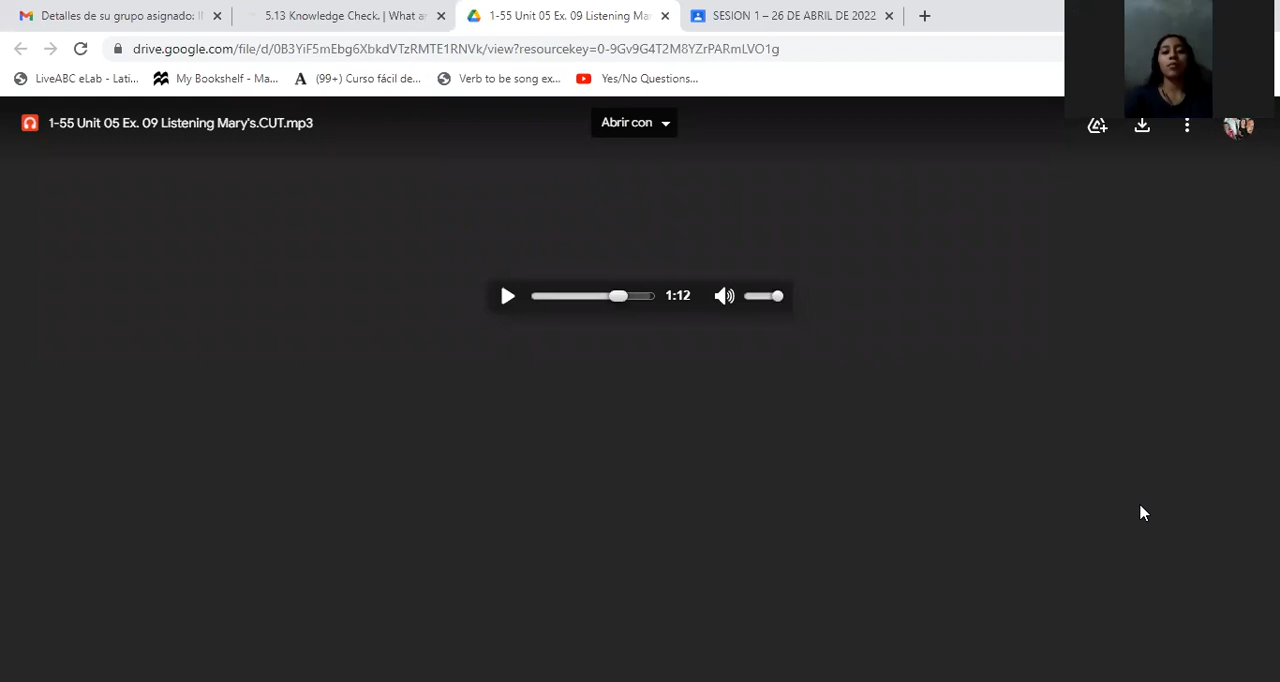 Detalles de su grupo asignado: I
5.13 Knowledge Check. | What a
1-55 Unit 05 Ex. 09 Listening Mar
SESION 1 – 26 DE ABRIL DE 2022
drive.google.com/file/d/0B3YiF5mEbg6XbkdVTzRMTE1RNVk/view?resourcekey=0-9Gv9G4T2M8YZrPARmLVO1g
LiveABC eLab - Lati...
My Bookshelf - Ma...
(99+) Curso fácil de...
Verb to be song ex...
Yes/No Questions...
1-55 Unit 05 Ex. 09 Listening Mary's.CUT.mp3
Abrir con
1:12